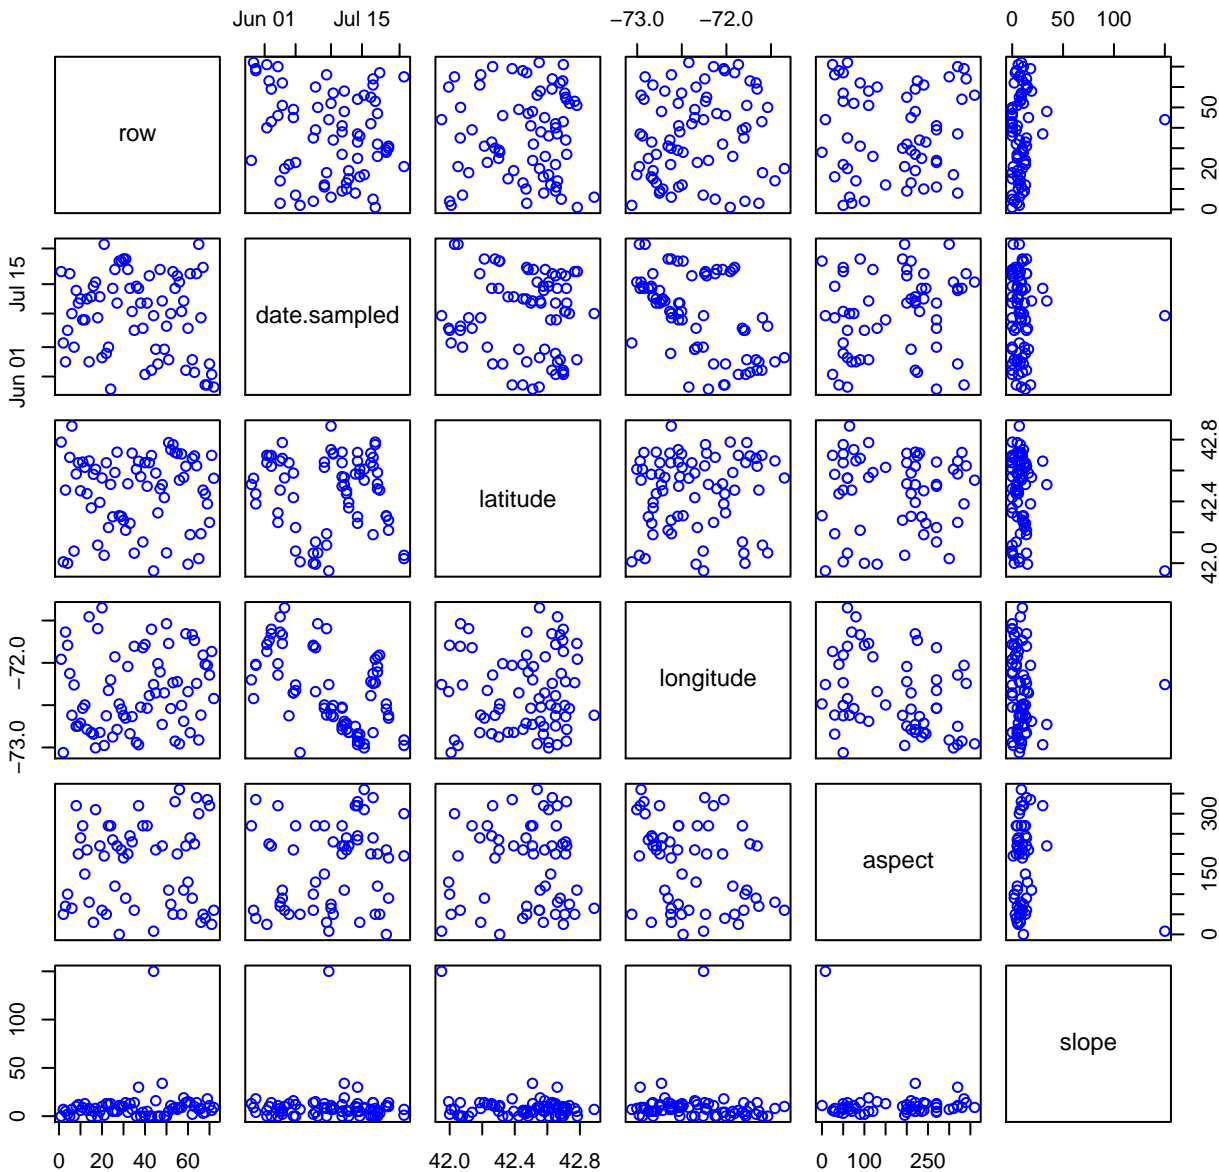 Jun 01 Jul 15 −73.0 −72.0 0 50 100
row 0 20 50
Jun 01 Jul 15 date.sampled
latitude 42.0 42.4 42.8
−73.0 −72.0 longitude
aspect 0 150 300
0 50 100 slope
0 20 40 60 42.0 42.4 42.8 0 100 250